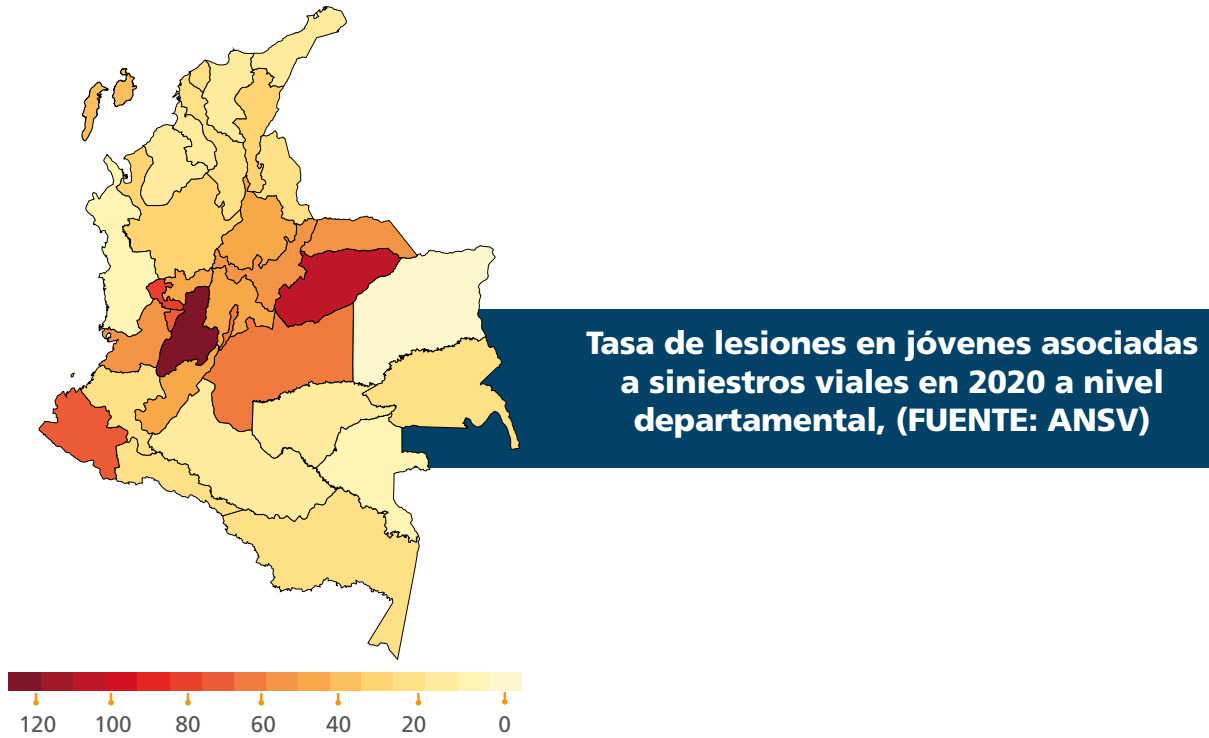 Tasa de lesiones en jóvenes asociadas
a siniestros viales en 2020 a nivel
departamental, (FUENTE: ANSV)
120 100 80 60 40 20 0